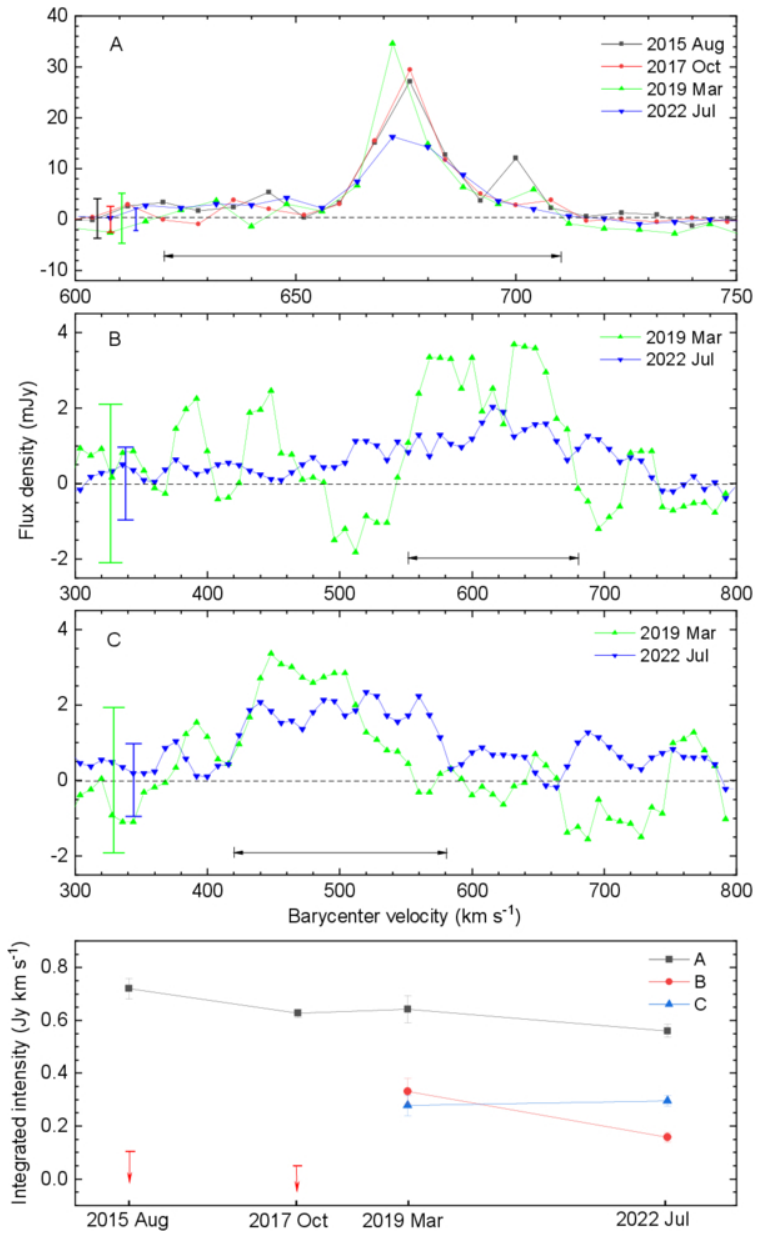 A
2015 Aug
2017 Oct
2019 Mar
2022 Jul
40
30
20
10
0
-10
600
650
700
750
B
2019 Mar
2022 Jul
4
2
0
-2
300
400
500
600
700
800
Flux density (mJy)
C
2019 Mar
2022 Jul
4
2
0
-2
300
400
500
600
700
800
Barycenter velocity (km s⁻¹)
A
B
C
0.8
0.6
0.4
0.2
0.0
Integrated intensity (Jy km s⁻¹)
2015 Aug
2017 Oct
2019 Mar
2022 Jul